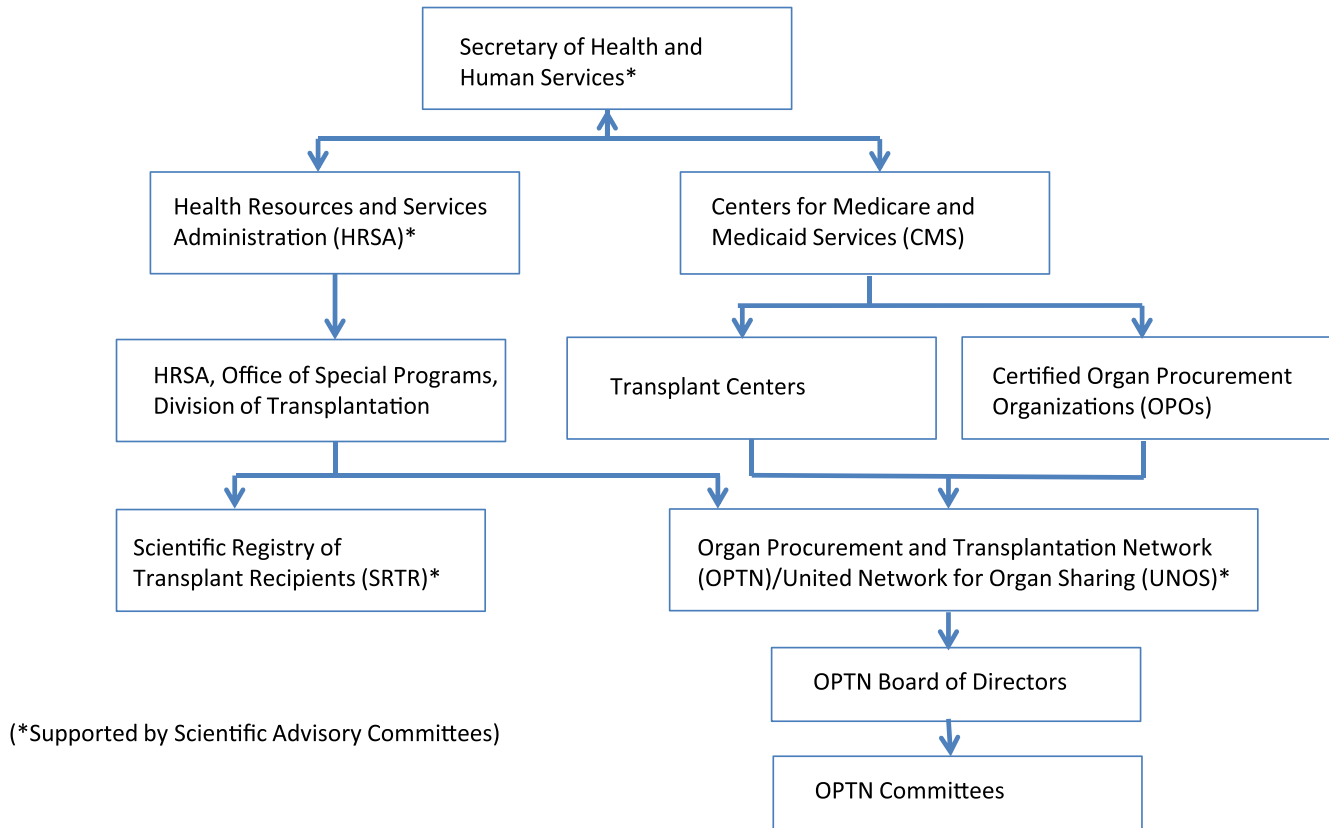 Secretary of Health and
Human Services*
Health Resources and Services
Administration (HRSA)*
Centers for Medicare and
Medicaid Services (CMS)
HRSA, Office of Special Programs,
Division of Transplantation
Transplant Centers
Certified Organ Procurement
Organizations (OPOs)
Scientific Registry of
Transplant Recipients (SRTR)*
Organ Procurement and Transplantation Network
(OPTN)/United Network for Organ Sharing (UNOS)*
OPTN Board of Directors
(*Supported by Scientific Advisory Committees)
OPTN Committees